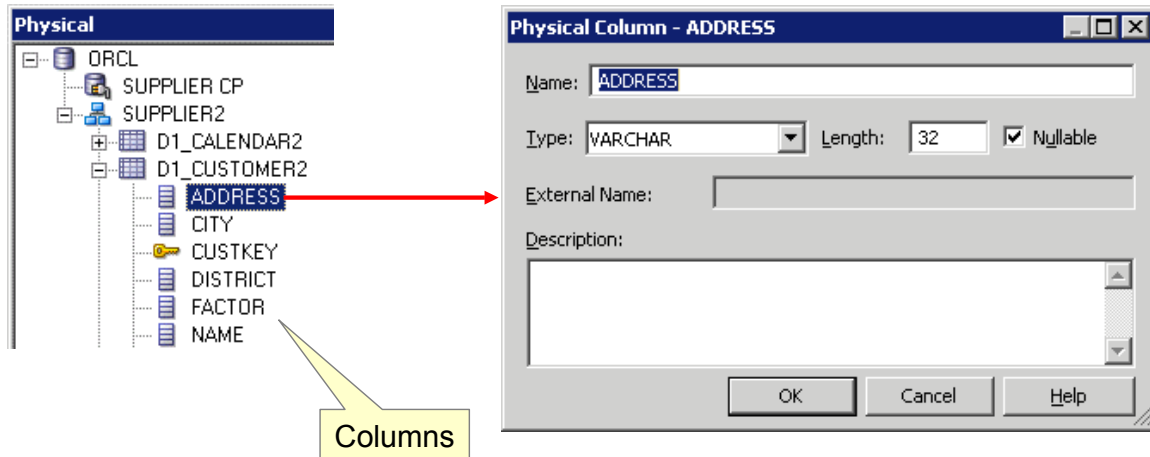 Physical
ORCL
SUPPLIER CP
SUPPLIER2
D1_CALENDAR2
D1_CUSTOMER2
ADDRESS
CITY
CUSTKEY
DISTRICT
FACTOR
NAME
Columns
Physical Column - ADDRESS
Name: ADDRESS
Type: VARCHAR Length: 32 Nullable
External Name:
Description:
OK Cancel Help